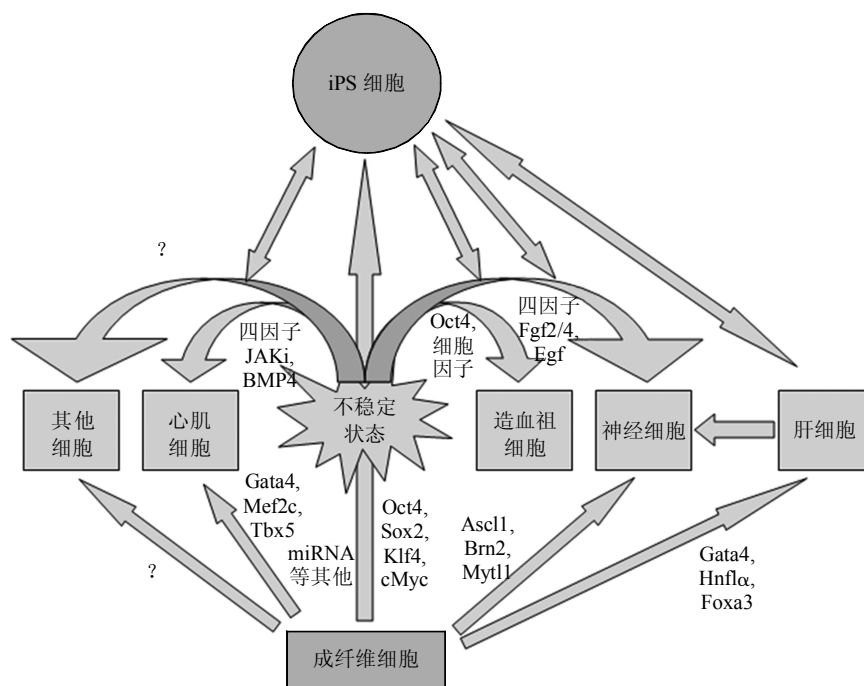 iPS 细胞
?
四因子
JAKi,
BMP4
Oct4,
细胞
因子
四因子
Fgf2/4,
Egf
其他
细胞
心肌
细胞
不稳定
状态
造血祖
细胞
神经细胞
肝细胞
Gata4,
Mef2c,
Tbx5
miRNA
等其他
Oct4,
Sox2,
Klf4,
cMyc
Ascl1,
Brn2,
Mytl1
Gata4,
Hnflα,
Foxa3
?
成纤维细胞